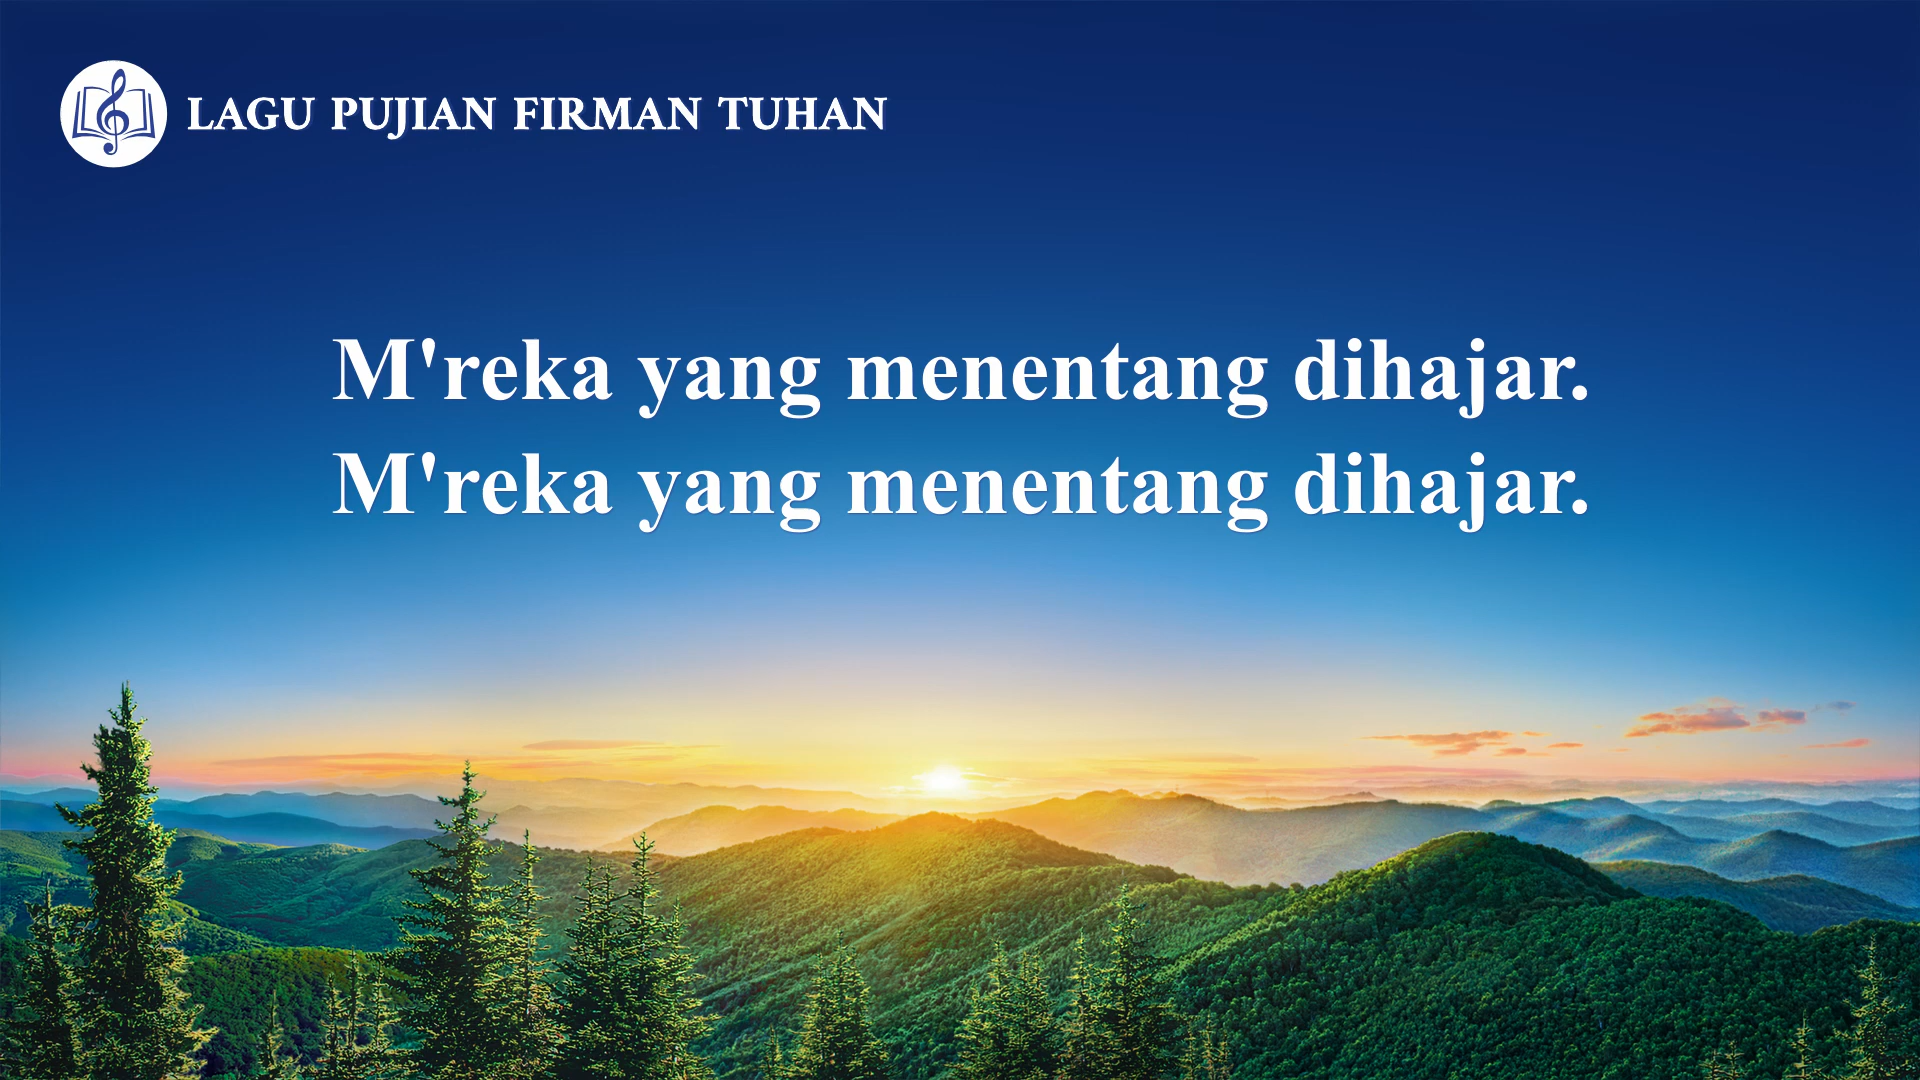 LAGU PUJIAN FIRMAN TUHAN
M'reka yang menentang dihajar.
M'reka yang menentang dihajar.